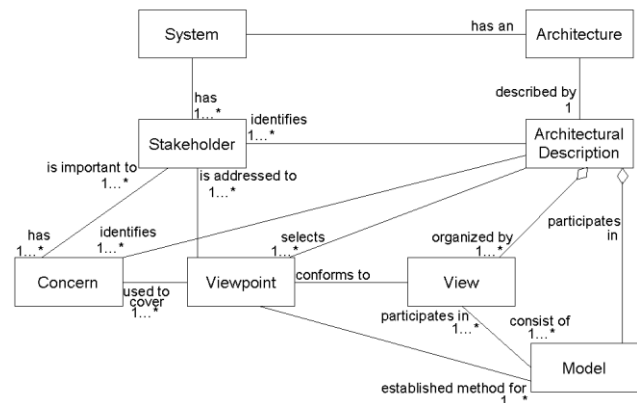 System
has an
Architecture
has
1...*
described by
1
Stakeholder
identifies
1...*
Architectural
Description
is important to
1...*
is addressed to
1...*
has
1...*
identifies
1...*
selects
1...*
organized by
1...*
participates
in
Concern
used to
cover
1...*
Viewpoint
conforms to
View
participates in
1...*
consist of
1...*
Model
established method for
1...*